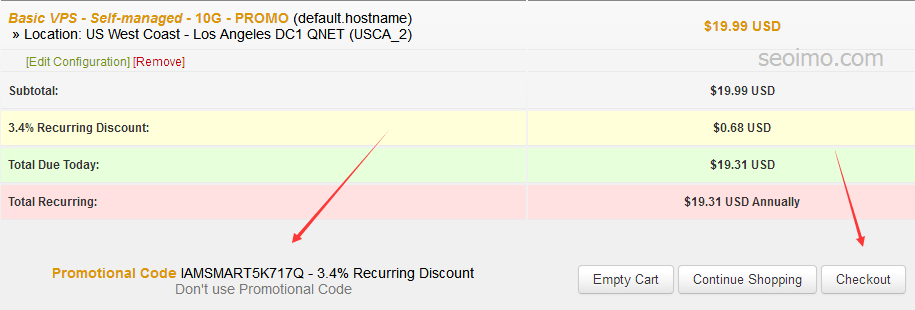 Basic VPS - Self-managed - 10G - PROMO (default.hostname)
» Location: US West Coast - Los Angeles DC1 QNET (USCA_2)
$19.99 USD
[Edit Configuration] [Remove]
seoimo.com
Subtotal:
$19.99 USD
3.4% Recurring Discount:
$0.68 USD
Total Due Today:
$19.31 USD
Total Recurring:
$19.31 USD Annually
Promotional Code IAMSMART5K717Q - 3.4% Recurring Discount
Don't use Promotional Code
Empty Cart
Continue Shopping
Checkout